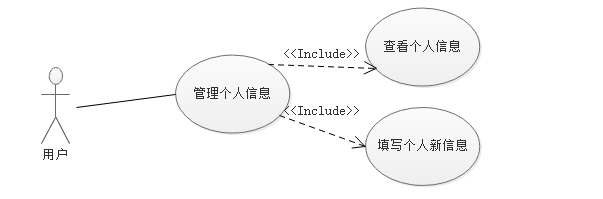 查看个人信息
<<Include>>
管理个人信息
<<Include>>
填写个人新信息
用户